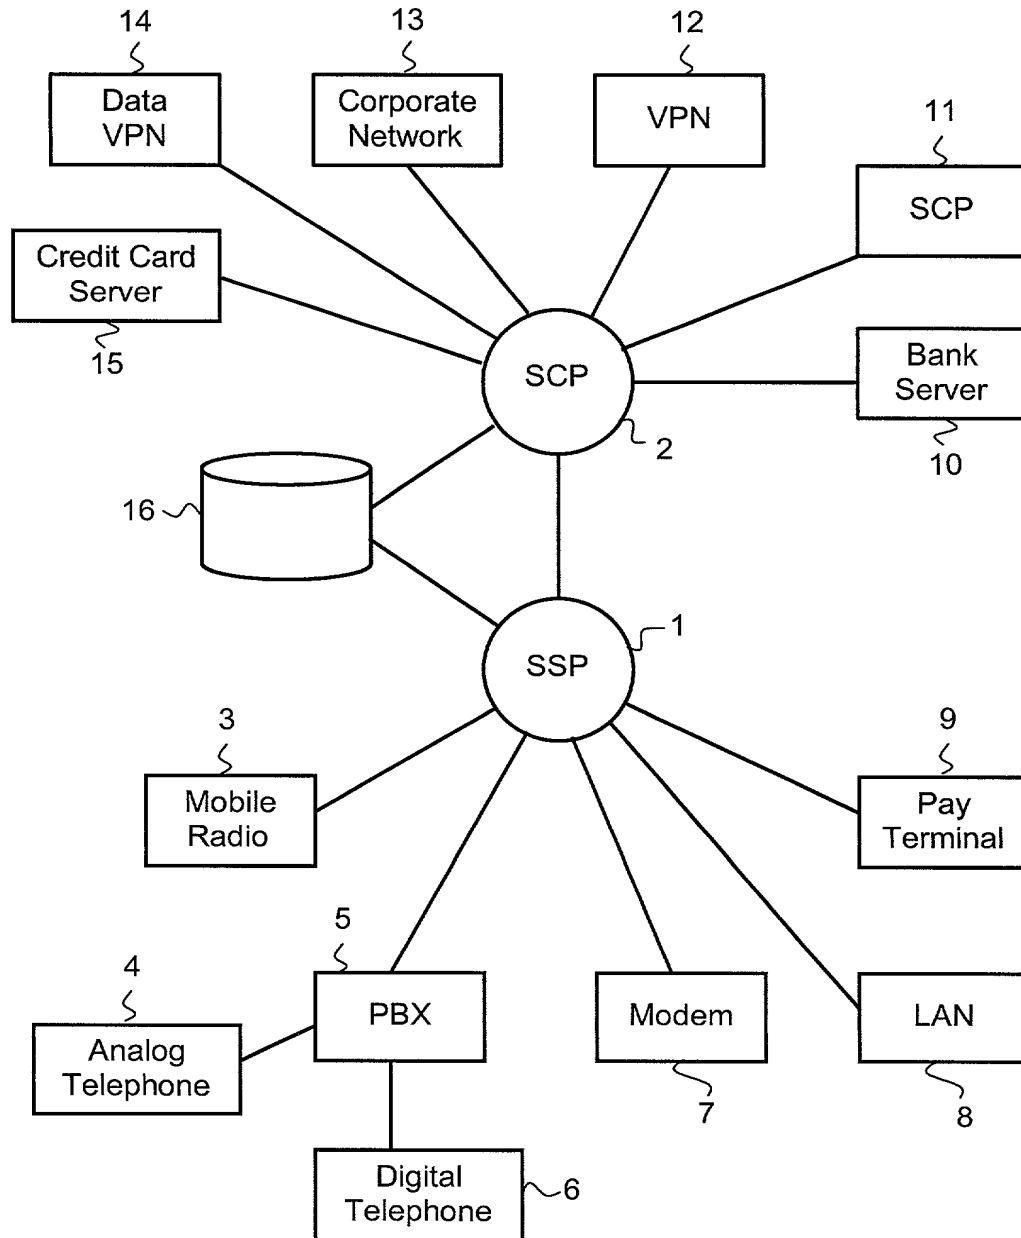 14
13
12
11
Data
VPN
Corporate
Network
VPN
SCP
Credit Card
Server
15
SCP
Bank
Server
2
10
16
1
SSP
3
9
Mobile
Radio
Pay
Terminal
5
4
PBX
Modem
LAN
Analog
Telephone
7
8
Digital
Telephone
6